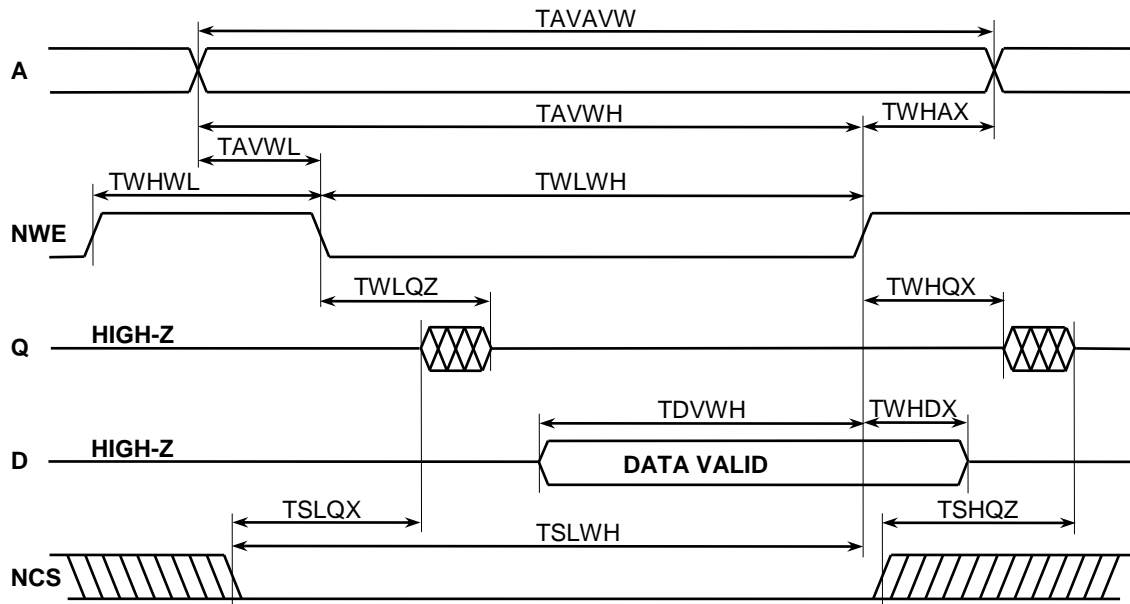 TAVAVW
A
TAVWH TWHAX
TAVWL
TWHWL TWLWH
NWE
TWLQZ TWHQX
HIGH-Z
Q
TDVWH TWHDX
HIGH-Z
D DATA VALID
TSLQX TSHQZ
TSLWH
NCS